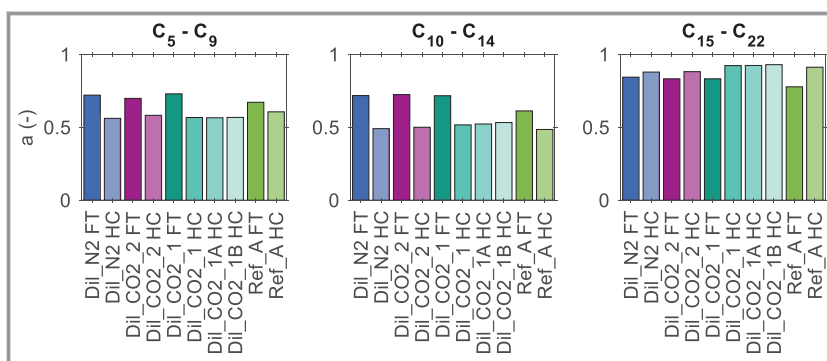 C5 - C9
C10 - C14
C15 - C22
a (-)
1
0.5
0
1
0.5
0
1
0.5
0
Dil_N2 FT
Dil_N2 HC
Dil_CO2_2 FT
Dil_CO2_2 HC
Dil_CO2_1 FT
Dil_CO2_1 HC
Dil_CO2_1A HC
Dil_CO2_1B HC
Ref_A FT
Ref_A HC
Dil_N2 FT
Dil_N2 HC
Dil_CO2_2 FT
Dil_CO2_2 HC
Dil_CO2_1 FT
Dil_CO2_1 HC
Dil_CO2_1A HC
Dil_CO2_1B HC
Ref_A FT
Ref_A HC
Dil_N2 FT
Dil_N2 HC
Dil_CO2_2 FT
Dil_CO2_2 HC
Dil_CO2_1 FT
Dil_CO2_1 HC
Dil_CO2_1A HC
Dil_CO2_1B HC
Ref_A FT
Ref_A HC